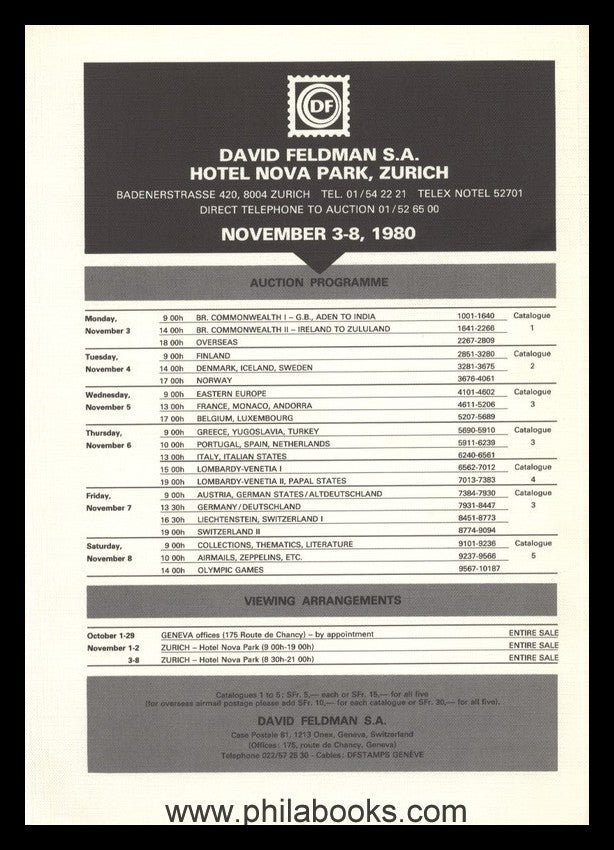 DF
DAVID FELDMAN S.A.
HOTEL NOVA PARK, ZURICH
BADENERSTRASSE 420, 8004 ZURICH TEL. 01/54 22 21 TELEX NOTEL 52701
DIRECT TELEPHONE TO AUCTION 01/52 65 00
NOVEMBER 3-8, 1980
AUCTION PROGRAMME
Monday, 9 00h BR. COMMONWEALTH I – G.B., ADEN TO INDIA 1001-1640 Catalogue
November 3 14 00h BR. COMMONWEALTH II – IRELAND TO ZULULAND 1641-2266 1
18 00h OVERSEAS 2267-2809
Tuesday, 9 00h FINLAND 2851-3280 Catalogue
November 4 14 00h DENMARK, ICELAND, SWEDEN 3281-3675 2
17 00h NORWAY 3676-4061
Wednesday, 9 00h EASTERN EUROPE 4101-4602 Catalogue
November 5 13 00h FRANCE, MONACO, ANDORRA 4611-5206 3
17 00h BELGIUM, LUXEMBOURG 5207-5689
Thursday, 9 00h GREECE, YUGOSLAVIA, TURKEY 5690-5910 Catalogue
November 6 10 00h PORTUGAL, SPAIN, NETHERLANDS 5911-6239 3
13 00h ITALY, ITALIAN STATES 6240-6561
15 00h LOMBARDY-VENETIA I 6562-7012 Catalogue
19 00h LOMBARDY-VENETIA II, PAPAL STATES 7013-7383 4
Friday, 9 00h AUSTRIA, GERMAN STATES/ALTDEUTSCHLAND 7384-7930 Catalogue
November 7 13 30h GERMANY/DEUTSCHLAND 7931-8447 3
16 30h LIECHTENSTEIN, SWITZERLAND I 8451-8773
19 00h SWITZERLAND II 8774-9094
Saturday, 9 00h COLLECTIONS, THEMATICS, LITERATURE 9101-9236 Catalogue
November 8 10 00h AIRMAILS, ZEPPELINS, ETC. 9237-9566 5
14 00h OLYMPIC GAMES 9567-10187
VIEWING ARRANGEMENTS
October 1-29 GENEVA offices (175 Route de Chancy) – by appointment ENTIRE SALE
November 1-2 ZURICH – Hotel Nova Park (9 00h-19 00h) ENTIRE SALE
3-8 ZURICH – Hotel Nova Park (8 30h-21 00h) ENTIRE SALE
Catalogues 1 to 5: SFr. 5,— each or SFr. 15,— for all five
(for overseas airmail postage please add SFr. 10,— for each catalogue or SFr. 30,— for all five).
DAVID FELDMAN S.A.
Case Postale 81, 1213 Onex, Geneva, Switzerland
(Offices: 175, route de Chancy, Geneva)
Telephone 022/57 25 30 - Cables: DFSTAMPS GENÈVE
www.philabooks.com